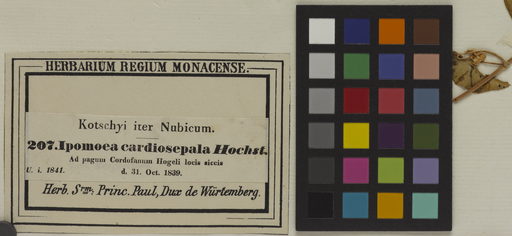 HERBARIUM REGIUM MONACENSE.
Kotschyi iter Nubicum.
207. Ipomoea cardiosepala Hochst.
Ad pagum Cordofanum Hogeli locis siccis
U. i. 1841. d. 31. Oct. 1839.
Herb. Srme, Princ. Paul, Dux de Würtemberg.